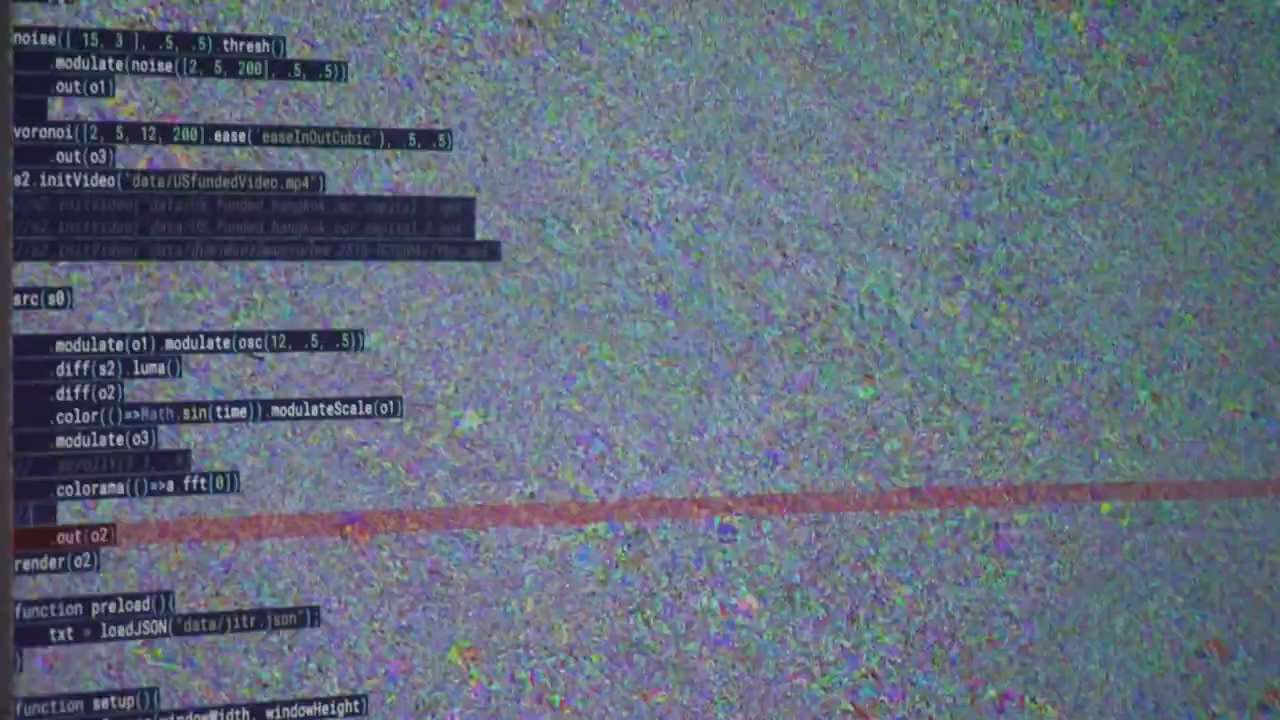 noise([ 15, 3 ], .5, .5).thresh()
.modulate(noise([2, 5, 200], .5, .5))
.out(o1)
voronoi([2, 5, 12, 200].ease('easeInOutCubic'), .5, .5)
.out(o3)
s2.initVideo("data/USfundedVideo.mp4")
src(s0)
.modulate(o1).modulate(osc(12, .5, .5))
.diff(s2).luma()
.diff(o2)
.color(()=>Math.sin(time)).modulateScale(o1)
.modulate(o3)
.colorama(()=>a.fft[0])
.out(o2)
render(o2)
function preload(){
txt = loadJSON("data/jitr.json");
}
function setup(){
windowWidth, windowHeight)